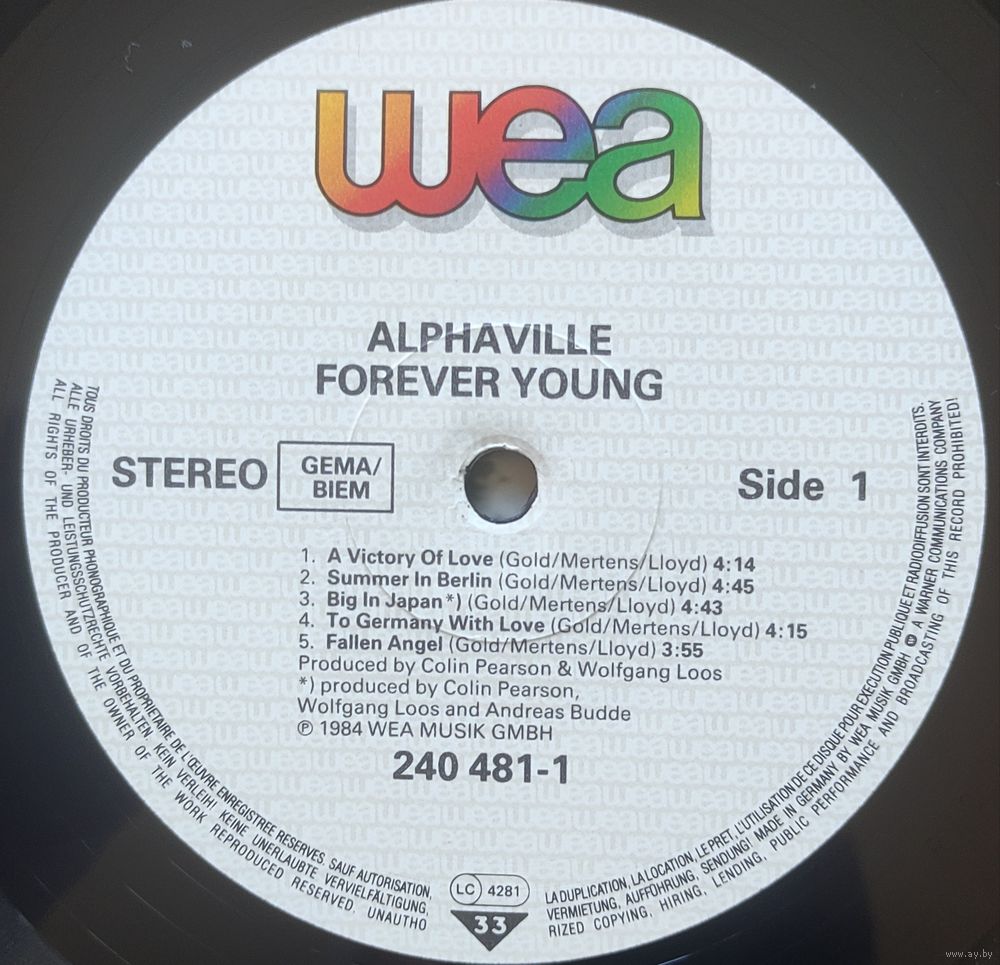 wea
ALPHAVILLE
FOREVER YOUNG
STEREO
GEMA/
BIEM
Side 1
1. A Victory Of Love (Gold/Mertens/Lloyd) 4:14
2. Summer In Berlin (Gold/Mertens/Lloyd) 4:45
3. Big In Japan*) (Gold/Mertens/Lloyd) 4:43
4. To Germany With Love (Gold/Mertens/Lloyd) 4:15
5. Fallen Angel (Gold/Mertens/Lloyd) 3:55
Produced by Colin Pearson & Wolfgang Loos
*) produced by Colin Pearson,
Wolfgang Loos and Andreas Budde
℗ 1984 WEA MUSIK GMBH
240 481-1
TOUS DROITS DU PRODUCTEUR PHONOGRAPHIQUE ET DU PROPRIETAIRE DE L'ŒUVRE ENREGISTREE RESERVES. SAUF AUTORISATION,
LA DUPLICATION, LA LOCATION, LE PRET, L'UTILISATION DE CE DISQUE POUR EXECUTION PUBLIQUE ET RADIODIFFUSION SONT INTERDITS.
ALLE URHEBER- UND LEISTUNGSSCHUTZRECHTE VORBEHALTEN. KEIN VERLEIH! KEINE UNERLAUBTE VERVIELFÄLTIGUNG,
VERMIETUNG, AUFFÜHRUNG, SENDUNG! MADE IN GERMANY BY WEA MUSIK GMBH A WARNER COMMUNICATIONS COMPANY
ALL RIGHTS OF THE PRODUCER AND OF THE OWNER OF THE WORK REPRODUCED RESERVED. UNAUTHO
RIZED COPYING, HIRING, LENDING, PUBLIC PERFORMANCE AND BROADCASTING OF THIS RECORD PROHIBITED!
LC 4281
33
www.ay.by